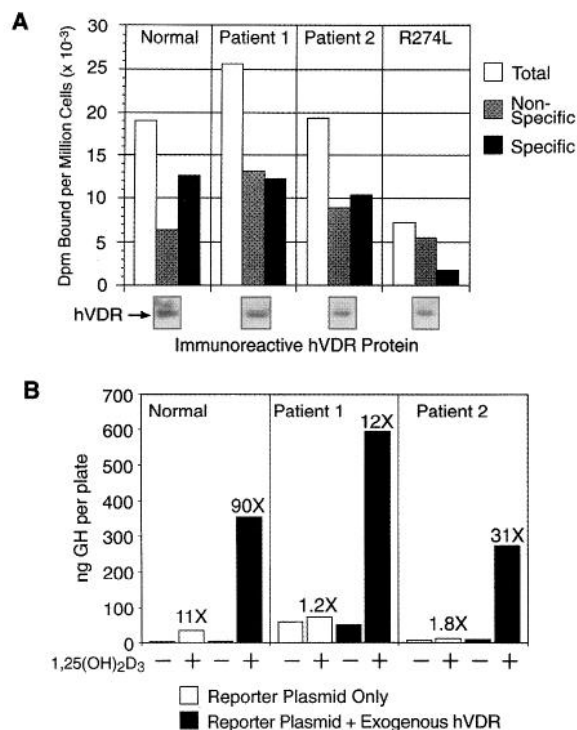 A
Dpm Bound per Million Cells (x 10⁻³)
30
25
20
15
10
5
0
Normal
Patient 1
Patient 2
R274L
Total
Non-
Specific
Specific
hVDR
Immunoreactive hVDR Protein
B
ng GH per plate
700
600
500
400
300
200
100
0
Normal
Patient 1
Patient 2
11X
90X
1.2X
12X
1.8X
31X
1,25(OH)₂D₃ − + − + − + − + − + − +
Reporter Plasmid Only
Reporter Plasmid + Exogenous hVDR